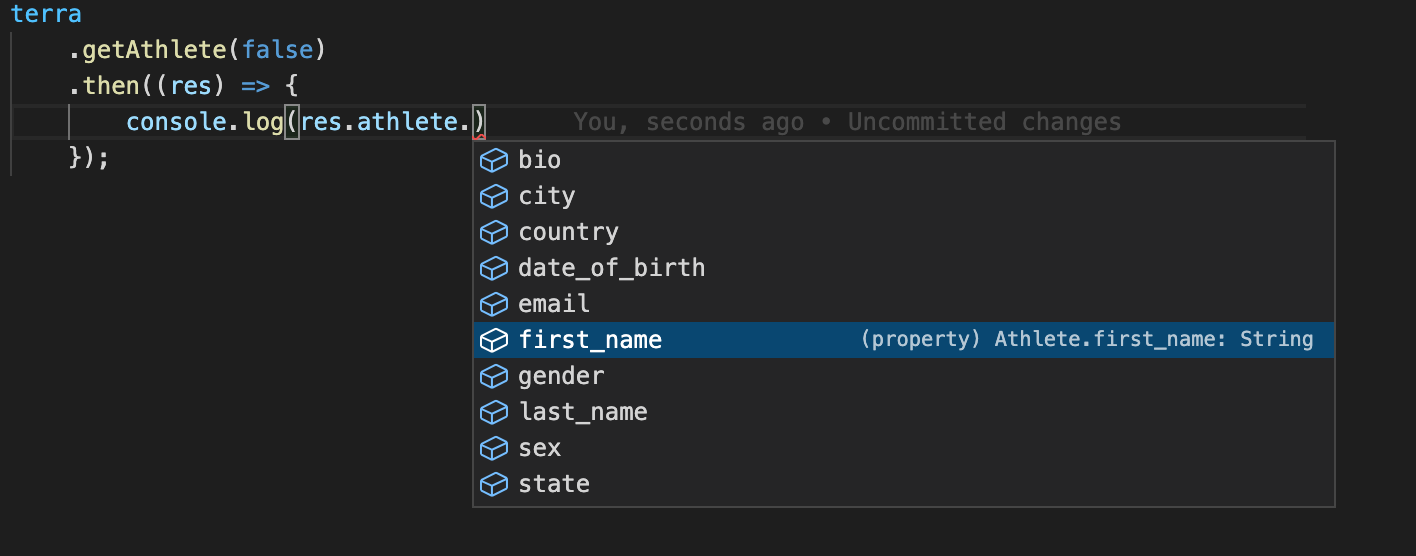 terra
.getAthlete(false)
.then((res) => {
console.log(res.athlete.) You, seconds ago • Uncommitted changes
});
bio
city
country
date_of_birth
email
first_name (property) Athlete.first_name: String
gender
last_name
sex
state